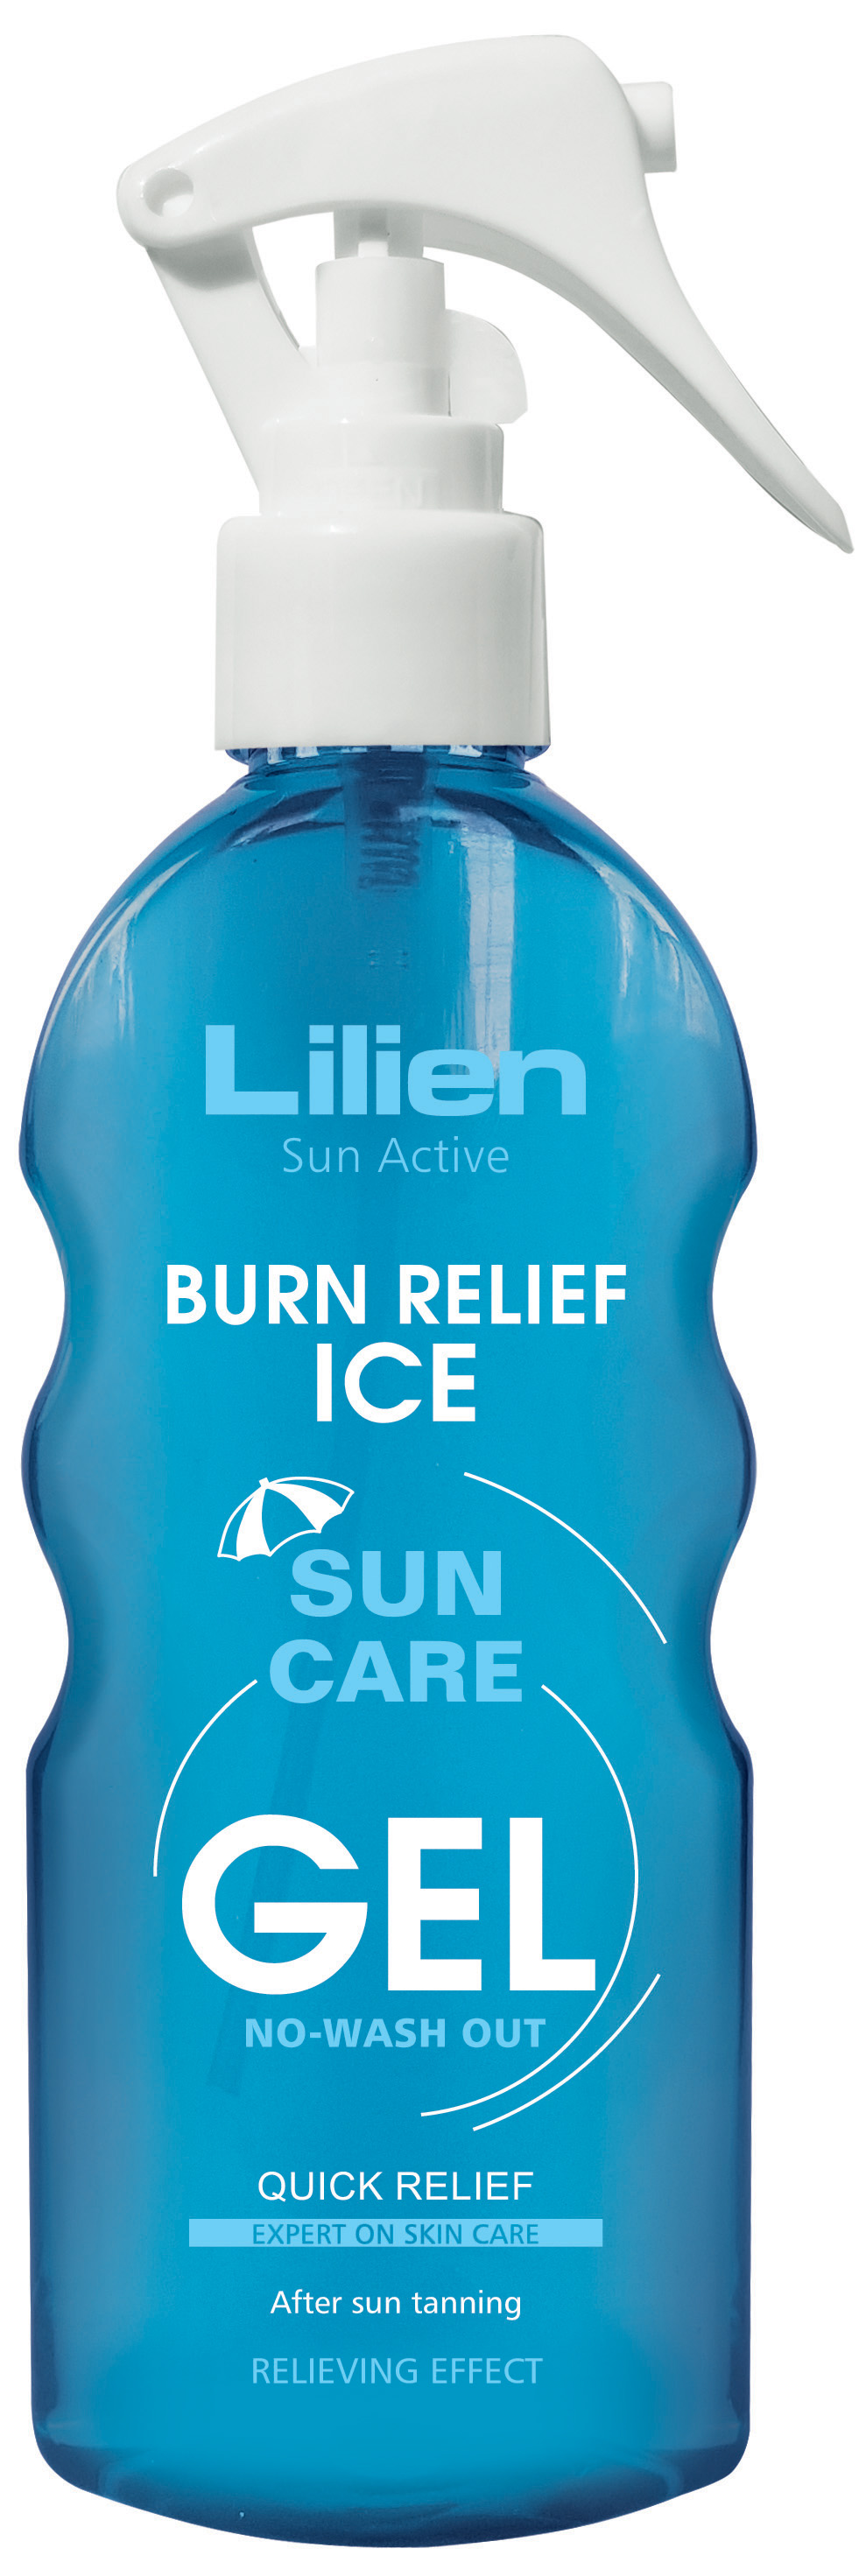 Lilien
Sun Active
BURN RELIEF
ICE
SUN
CARE
GEL
NO-WASH OUT
QUICK RELIEF
EXPERT ON SKIN CARE
After sun tanning
RELIEVING EFFECT